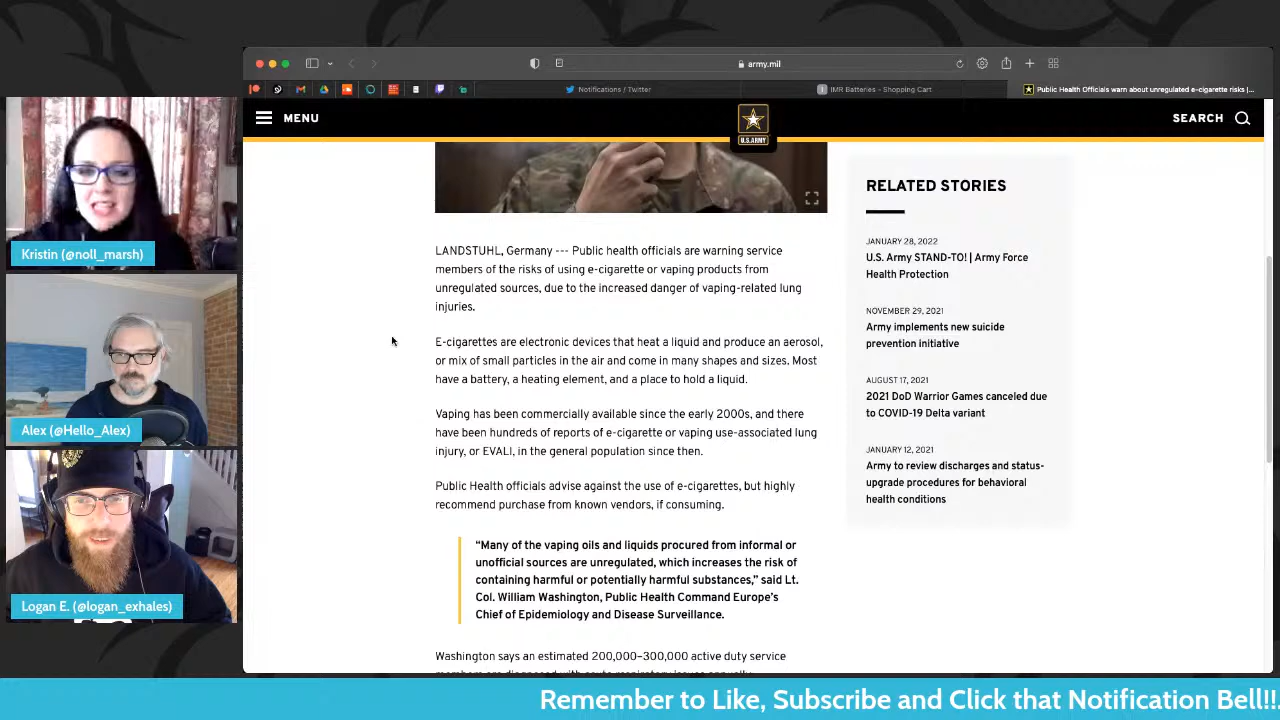 army.mil
Notifications / Twitter
IMR Batteries - Shopping Cart
Public Health Officials warn about unregulated e-cigarette risks |...
MENU
U.S.ARMY
SEARCH
Kristin (@noll_marsh)
Alex (@Hello_Alex)
Logan E. (@logan_exhales)
LANDSTUHL, Germany --- Public health officials are warning service
members of the risks of using e-cigarette or vaping products from
unregulated sources, due to the increased danger of vaping-related lung
injuries.
E-cigarettes are electronic devices that heat a liquid and produce an aerosol,
or mix of small particles in the air and come in many shapes and sizes. Most
have a battery, a heating element, and a place to hold a liquid.
Vaping has been commercially available since the early 2000s, and there
have been hundreds of reports of e-cigarette or vaping use-associated lung
injury, or EVALI, in the general population since then.
Public Health officials advise against the use of e-cigarettes, but highly
recommend purchase from known vendors, if consuming.
“Many of the vaping oils and liquids procured from informal or
unofficial sources are unregulated, which increases the risk of
containing harmful or potentially harmful substances,” said Lt.
Col. William Washington, Public Health Command Europe’s
Chief of Epidemiology and Disease Surveillance.
Washington says an estimated 200,000–300,000 active duty service
RELATED STORIES
JANUARY 28, 2022
U.S. Army STAND-TO! | Army Force
Health Protection
NOVEMBER 29, 2021
Army implements new suicide
prevention initiative
AUGUST 17, 2021
2021 DoD Warrior Games canceled due
to COVID-19 Delta variant
JANUARY 12, 2021
Army to review discharges and status-
upgrade procedures for behavioral
health conditions
Remember to Like, Subscribe and Click that Notification Bell!!